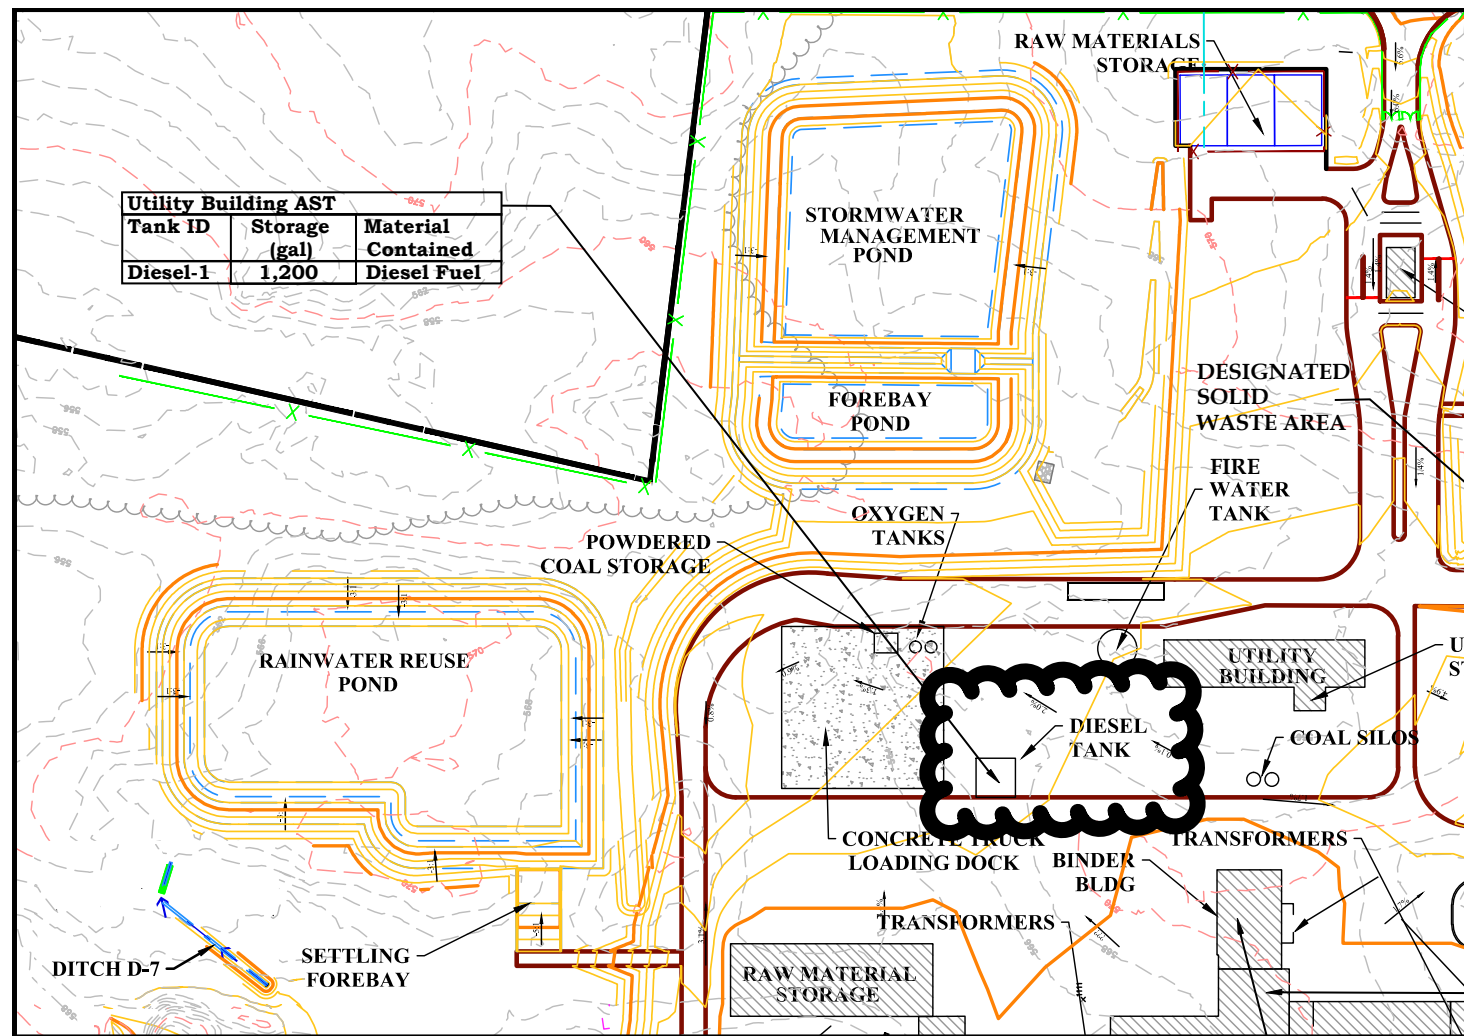 RAW MATERIALS
STORAGE
Utility Building AST
Tank ID
Storage
(gal)
Material
Contained
Diesel-1
1,200
Diesel Fuel
STORMWATER
MANAGEMENT
POND
FOREBAY
POND
DESIGNATED
SOLID
WASTE AREA
FIRE
WATER
TANK
OXYGEN
TANKS
POWDERED
COAL STORAGE
RAINWATER REUSE
POND
UTILITY
BUILDING
DIESEL
TANK
COAL SILOS
CONCRETE TRUCK
LOADING DOCK
BINDER
BLDG
TRANSFORMERS
TRANSFORMERS
SETTLING
FOREBAY
DITCH D-7
RAW MATERIAL
STORAGE
1.4%
570